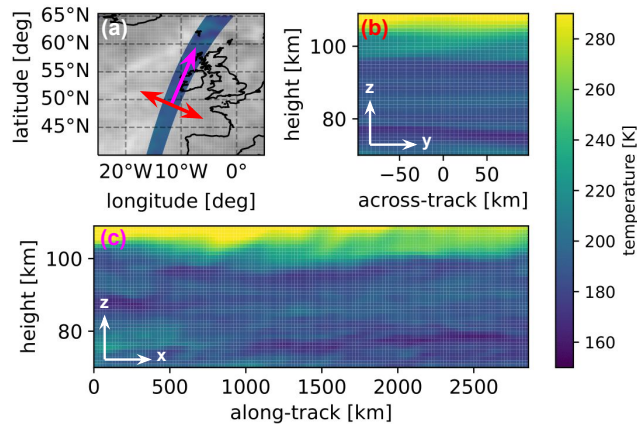 (a)
latitude [deg]
65°N
60°N
55°N
50°N
45°N
20°W
10°W
0°
longitude [deg]
(b)
height [km]
100
80
z
y
−50
0
50
across-track [km]
280
260
240
220
200
180
160
temperature [K]
(c)
height [km]
100
80
z
x
0
500
1000
1500
2000
2500
along-track [km]